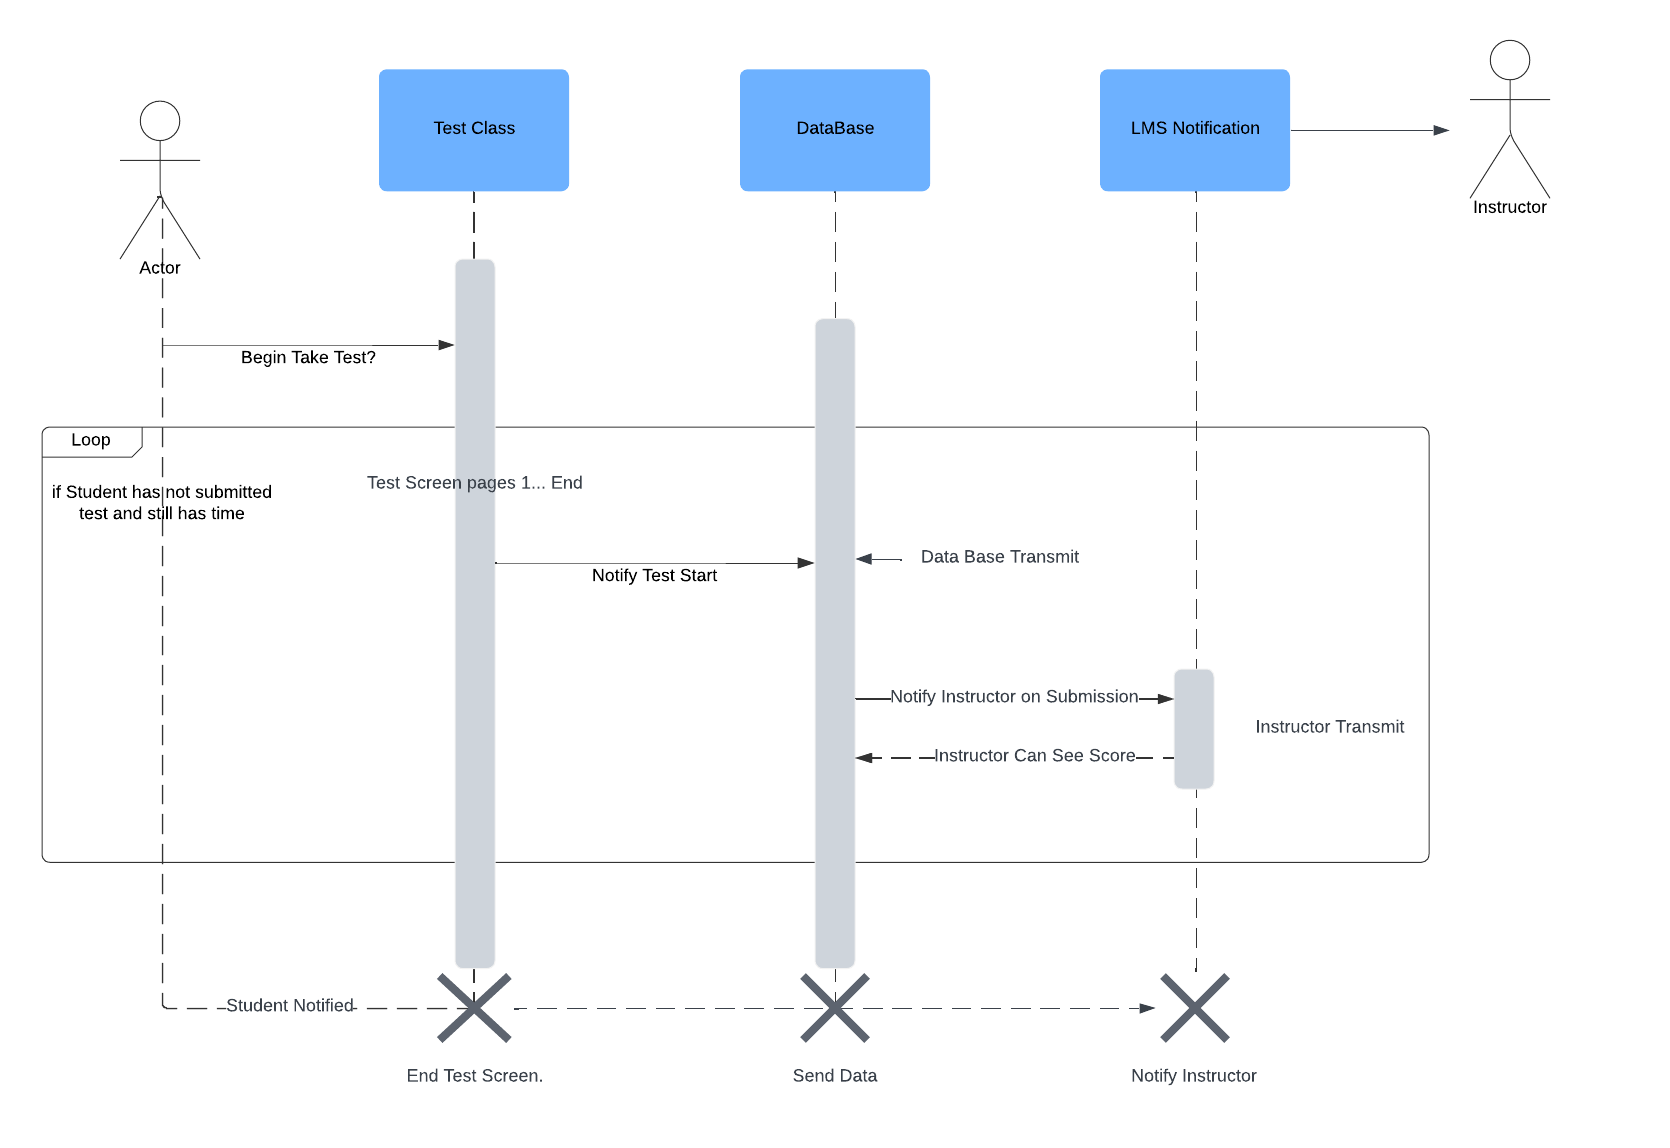 Test Class
DataBase
LMS Notification
Instructor
Actor
Begin Take Test?
Loop
if Student has not submitted
test and still has time
Test Screen pages 1... End
Data Base Transmit
Notify Test Start
Notify Instructor on Submission
Instructor Transmit
Instructor Can See Score
Student Notified
End Test Screen.
Send Data
Notify Instructor